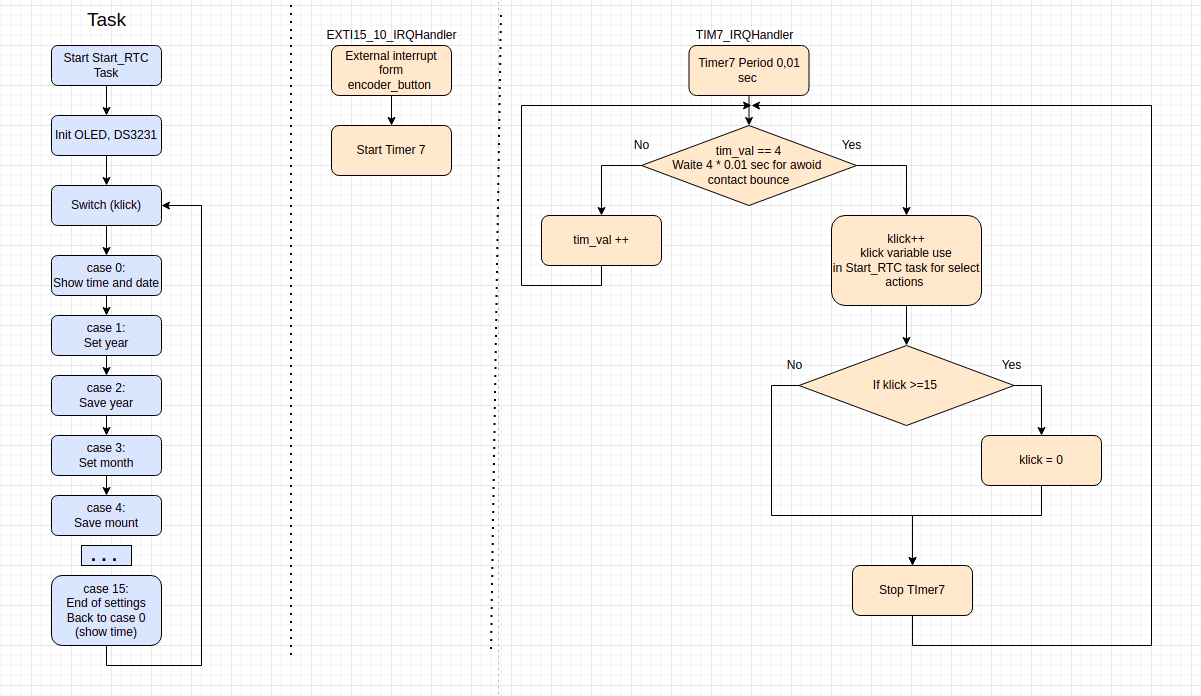 Task
Start Start_RTC
Task
Init OLED, DS3231
Switch (klick)
case 0:
Show time and date
case 1:
Set year
case 2:
Save year
case 3:
Set month
case 4:
Save mount
. . .
case 15:
End of settings
Back to case 0
(show time)
EXTI15_10_IRQHandler
External interrupt
form
encoder_button
Start Timer 7
TIM7_IRQHandler
Timer7 Period 0,01
sec
No
Yes
tim_val == 4
Waite 4 * 0.01 sec for awoid
contact bounce
tim_val ++
klick++
klick variable use
in Start_RTC task for select
actions
No
Yes
If klick >=15
klick = 0
Stop TImer7